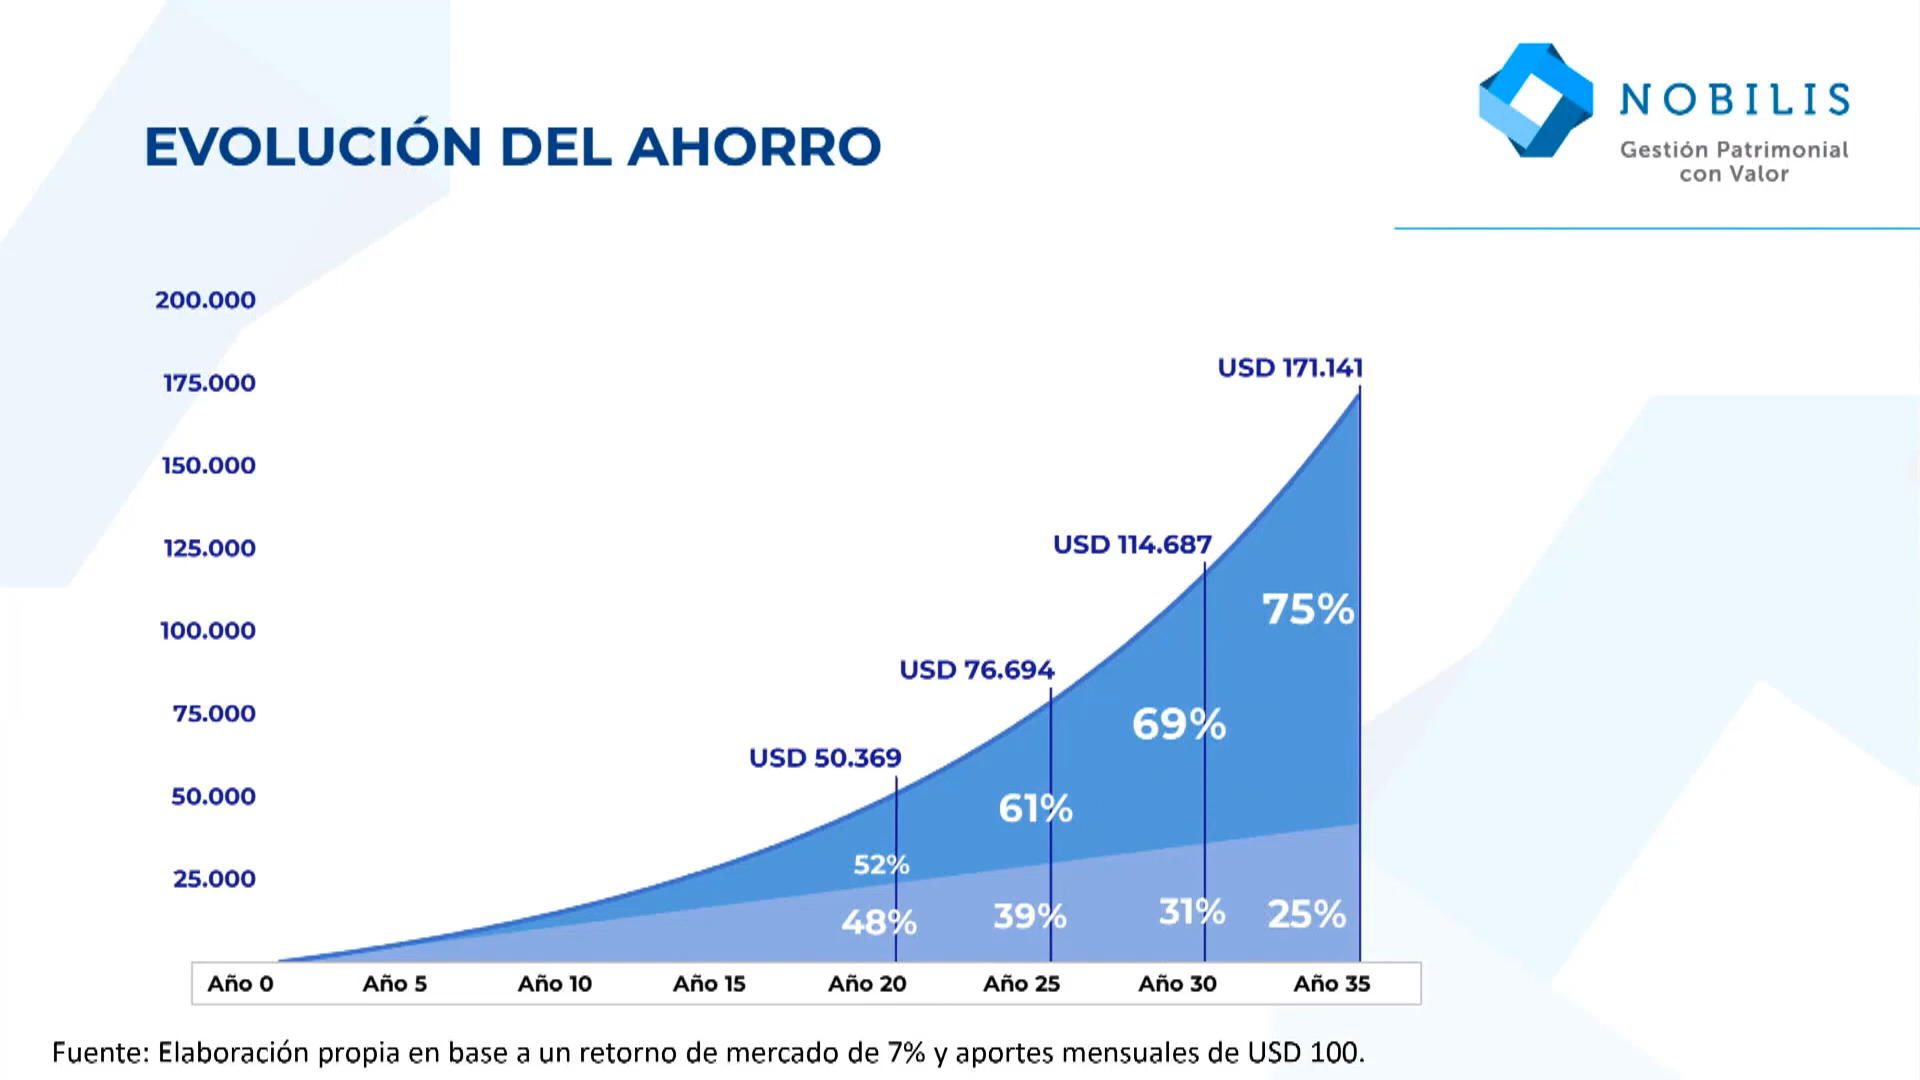 EVOLUCIÓN DEL AHORRO
NOBILIS
Gestión Patrimonial
con Valor
200.000
175.000
150.000
125.000
100.000
75.000
50.000
25.000
USD 171.141
USD 114.687
USD 76.694
USD 50.369
75%
69%
61%
52%
48%
39%
31%
25%
Año 0
Año 5
Año 10
Año 15
Año 20
Año 25
Año 30
Año 35
Fuente: Elaboración propia en base a un retorno de mercado de 7% y aportes mensuales de USD 100.